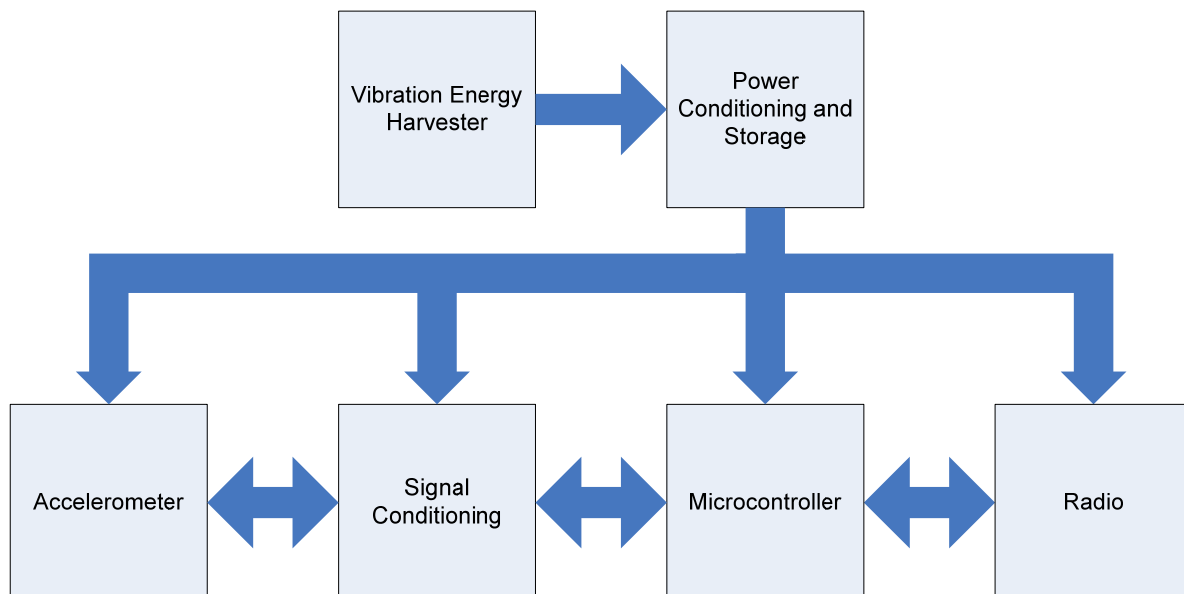 Vibration Energy
Harvester
Power
Conditioning and
Storage
Accelerometer
Signal
Conditioning
Microcontroller
Radio